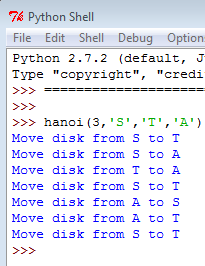 Python Shell
File Edit Shell Debug Options
Python 2.7.2 (default, J
Type "copyright", "credi
>>> ======================
>>>
>>> hanoi(3,'S','T','A')
Move disk from S to T
Move disk from S to A
Move disk from T to A
Move disk from S to T
Move disk from A to S
Move disk from A to T
Move disk from S to T
>>>